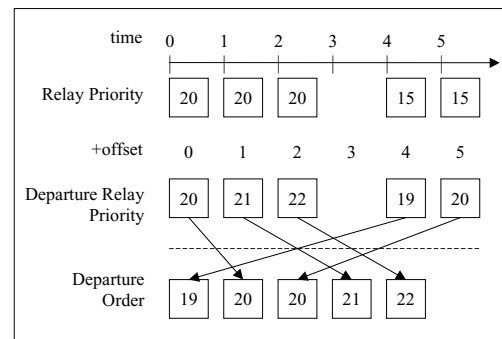 time
0 1 2 3 4 5
Relay Priority 20 20 20 15 15
+offset 0 1 2 3 4 5
Departure Relay
Priority 20 21 22 19 20
Departure
Order 19 20 20 21 22